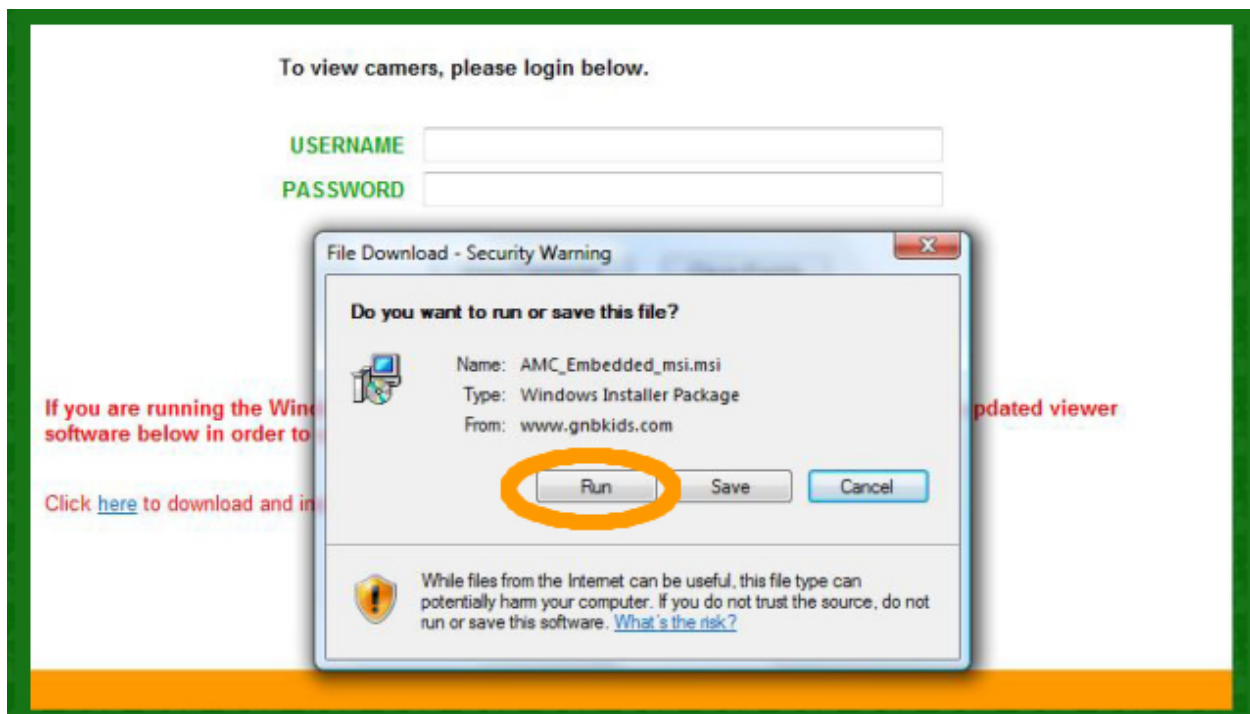 To view camers, please login below.
USERNAME
PASSWORD
File Download - Security Warning
Do you want to run or save this file?
Name: AMC_Embedded_msi.msi
Type: Windows Installer Package
From: www.gnbkids.com
If you are running the
pdated viewer
software below in order to
Run
Save
Cancel
Click here to download and
While files from the Internet can be useful, this file type can
potentially harm your computer. If you do not trust the source, do not
run or save this software. What's the risk?